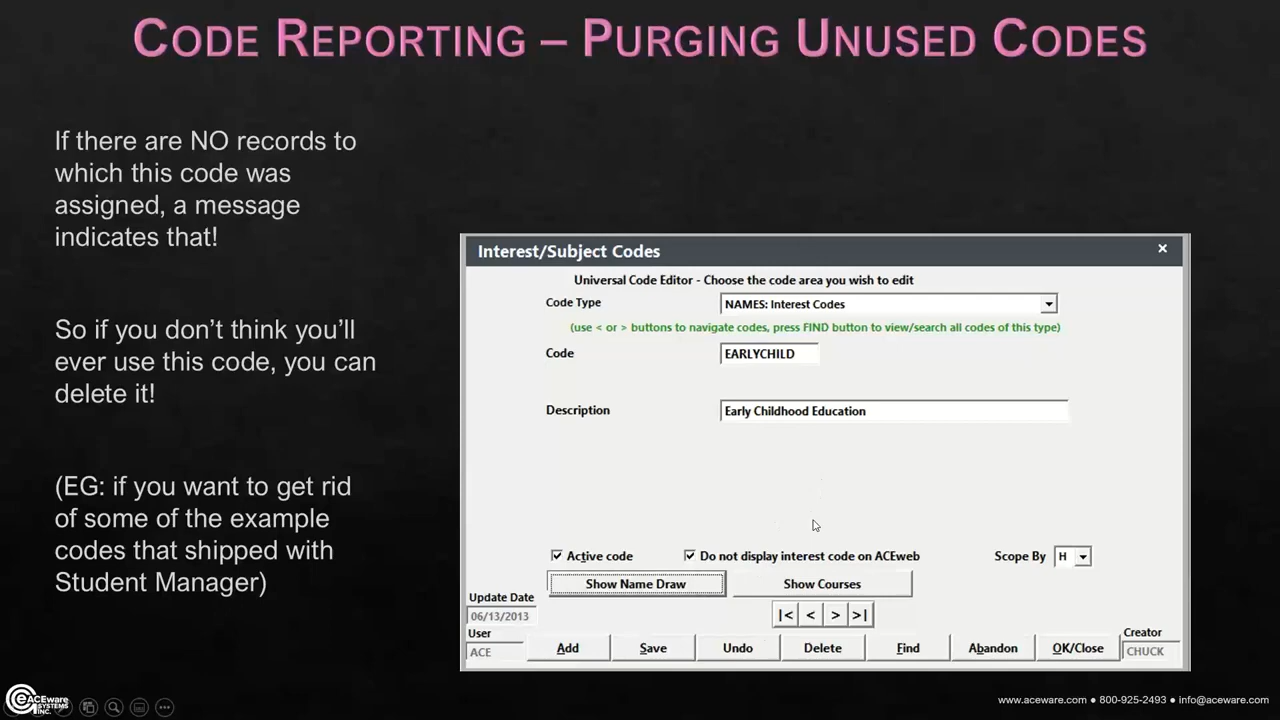 CODE REPORTING – PURGING UNUSED CODES
If there are NO records to
which this code was
assigned, a message
indicates that!
So if you don't think you'll
ever use this code, you can
delete it!
(EG: if you want to get rid
of some of the example
codes that shipped with
Student Manager)
Interest/Subject Codes
Universal Code Editor - Choose the code area you wish to edit
Code Type NAMES: Interest Codes
(use < or > buttons to navigate codes, press FIND button to view/search all codes of this type)
Code EARLYCHILD
Description Early Childhood Education
Active code Do not display interest code on ACEweb Scope By H
Show Name Draw Show Courses
Update Date
06/13/2013 |< < > >|
User Creator
ACE Add Save Undo Delete Find Abandon OK/Close CHUCK
ACEWARE
SYSTEMS
INC.
www.aceware.com ● 800-925-2493 ● info@aceware.com